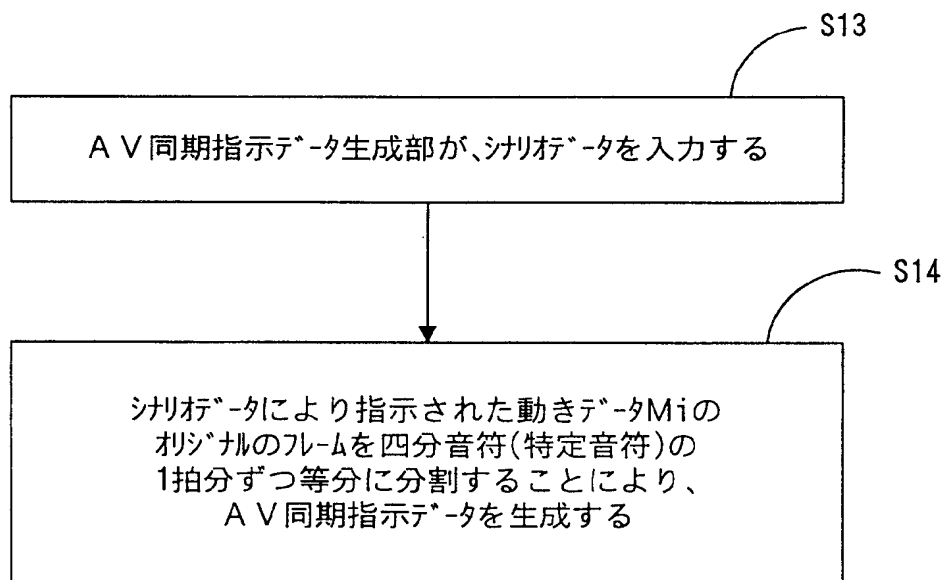 S13
ＡＶ同期指示ﾃﾞｰﾀ生成部が､ｼﾅﾘｵﾃﾞｰﾀを入力する
S14
ｼﾅﾘｵﾃﾞｰﾀにより指示された動きﾃﾞｰﾀMiの
ｵﾘｼﾞﾅﾙのﾌﾚｰﾑを四分音符(特定音符)の
1拍分ずつ等分に分割することにより、
ＡＶ同期指示ﾃﾞｰﾀを生成する